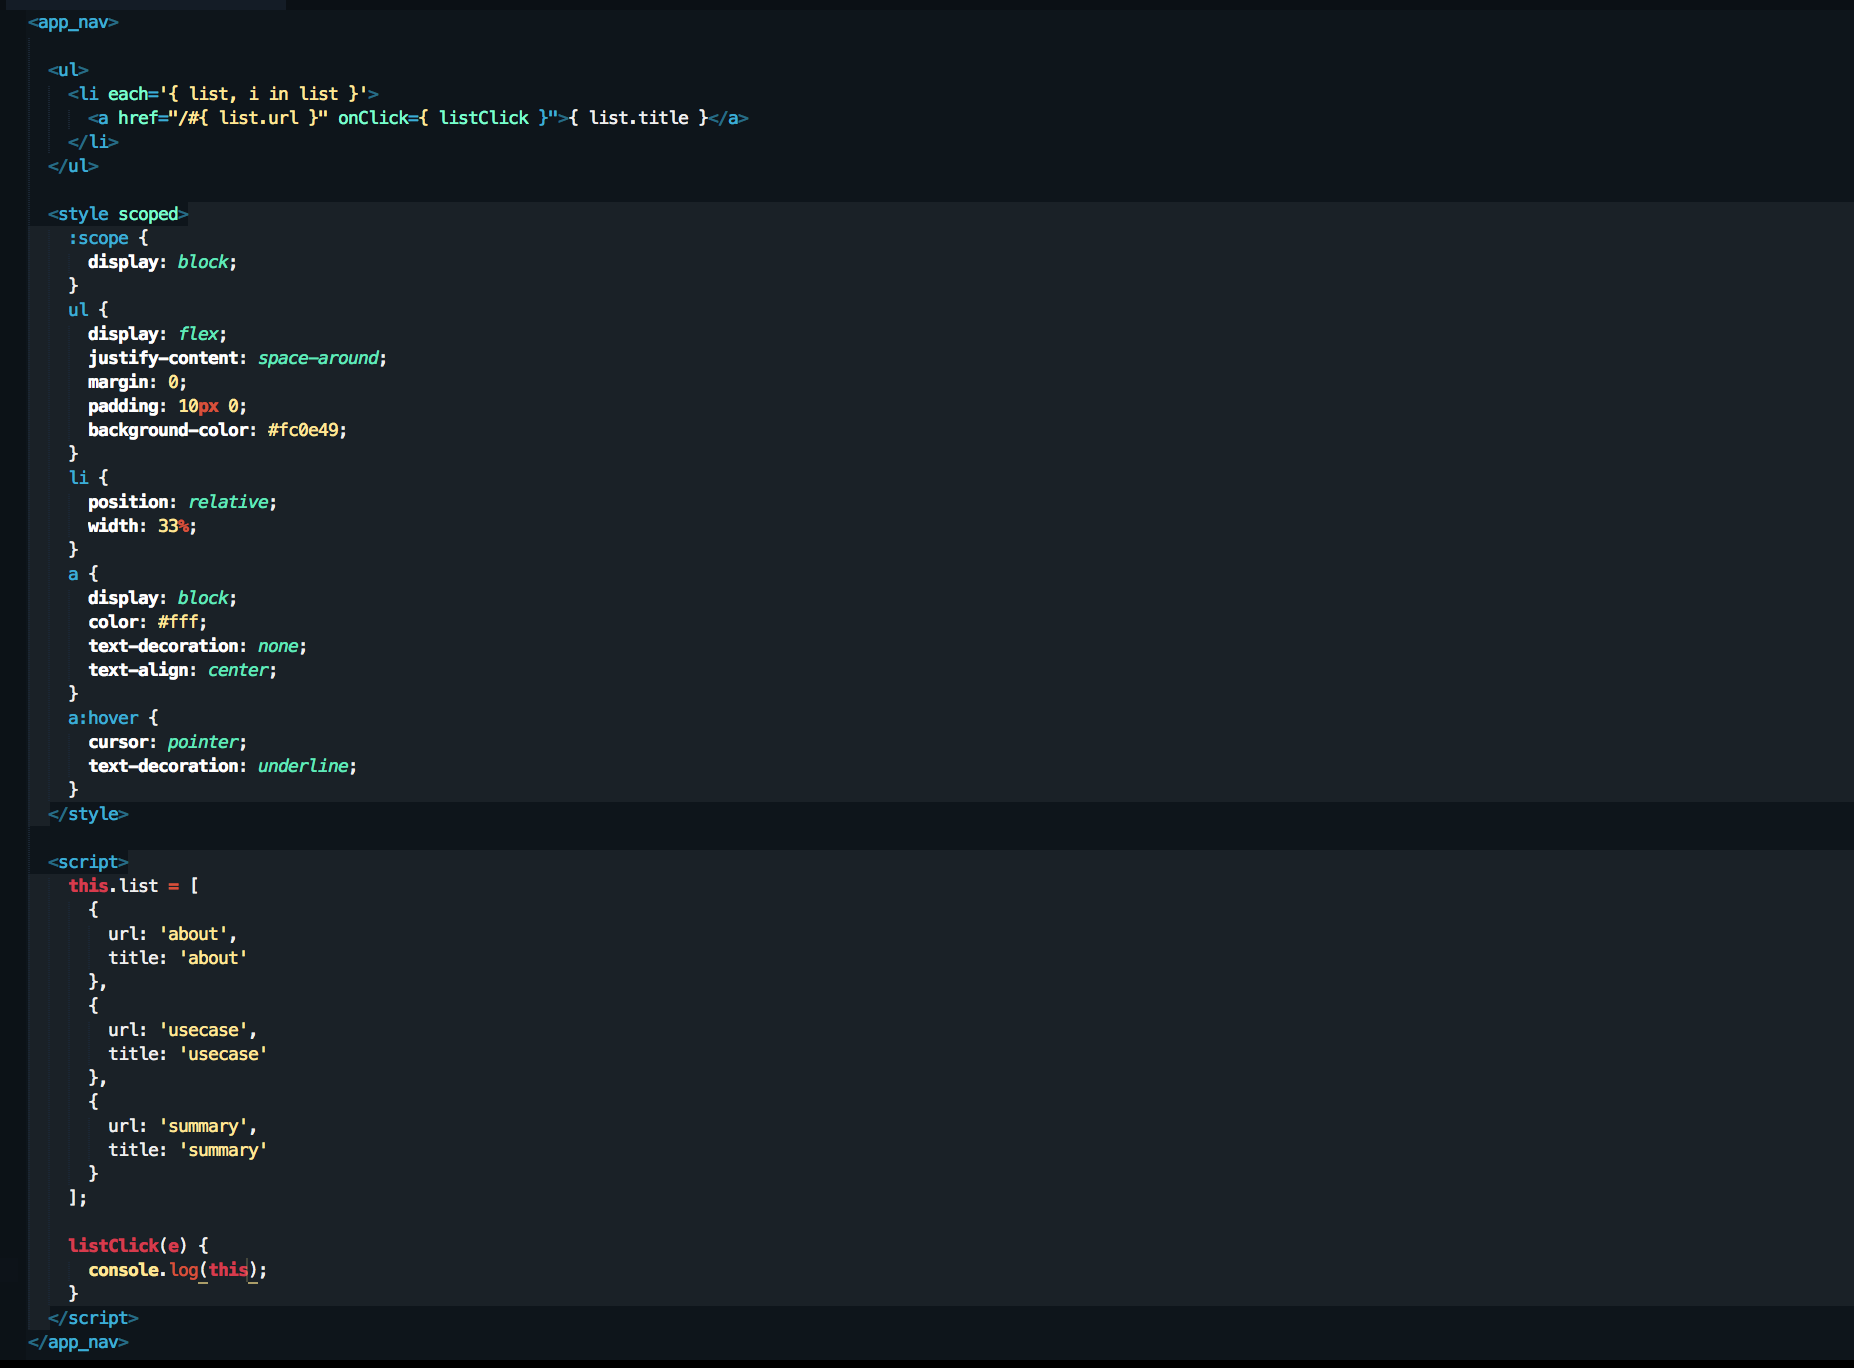 <app_nav>
<ul>
<li each='{ list, i in list }'>
<a href="/#{ list.url }" onClick={ listClick }">{ list.title }</a>
</li>
</ul>
<style scoped>
:scope {
display: block;
}
ul {
display: flex;
justify-content: space-around;
margin: 0;
padding: 10px 0;
background-color: #fc0e49;
}
li {
position: relative;
width: 33%;
}
a {
display: block;
color: #fff;
text-decoration: none;
text-align: center;
}
a:hover {
cursor: pointer;
text-decoration: underline;
}
</style>
<script>
this.list = [
{
url: 'about',
title: 'about'
},
{
url: 'usecase',
title: 'usecase'
},
{
url: 'summary',
title: 'summary'
}
];
listClick(e) {
console.log(this);
}
</script>
</app_nav>